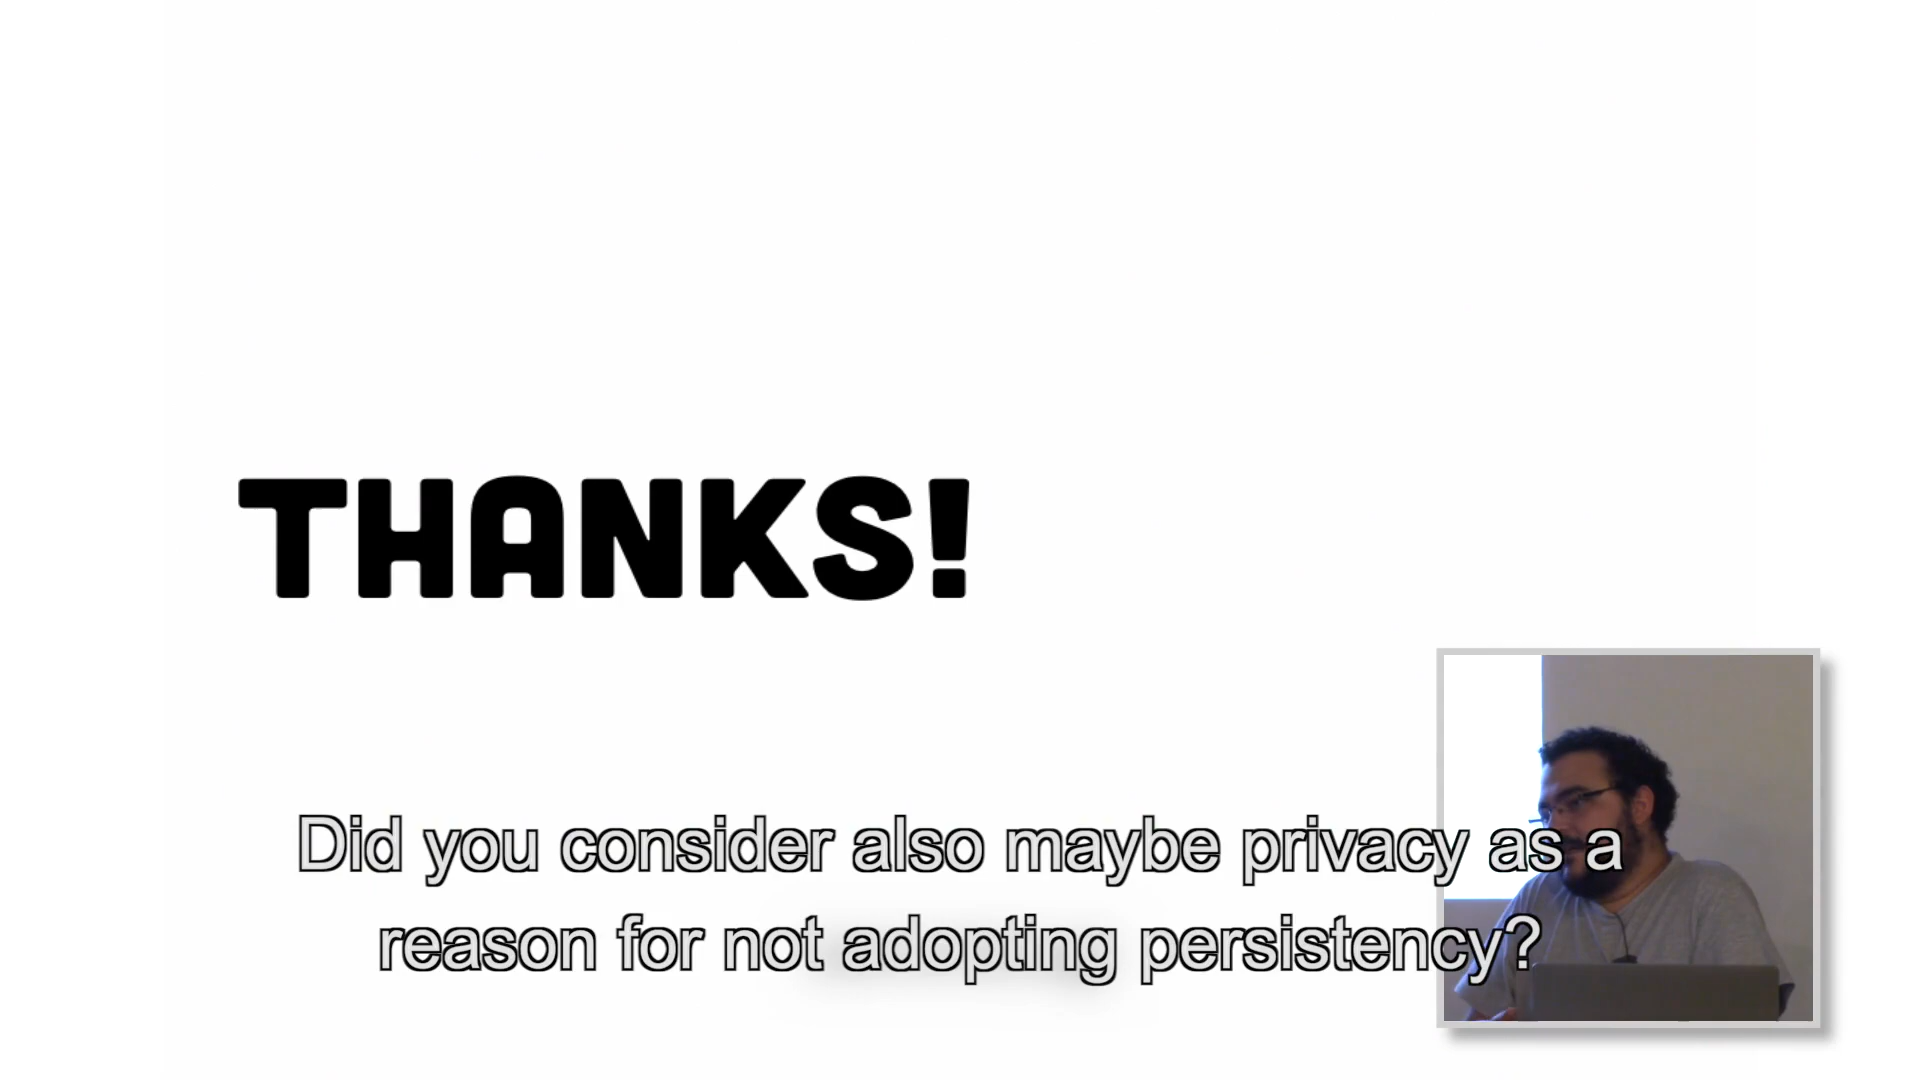 THANKS!
Did you consider also maybe privacy as a
reason for not adopting persistency?